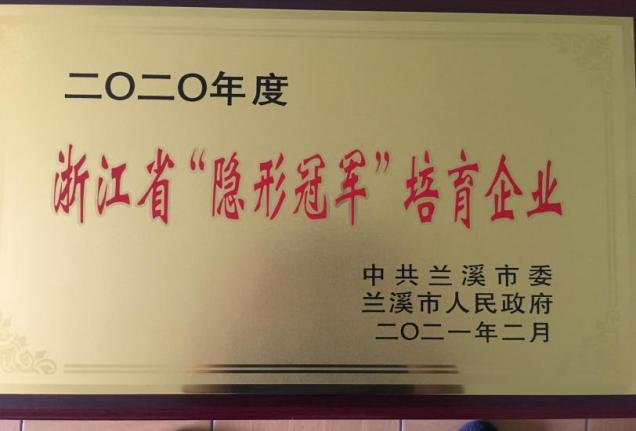 二〇二〇年度
浙江省“隐形冠军”培育企业
中共兰溪市委
兰溪市人民政府
二〇二一年二月